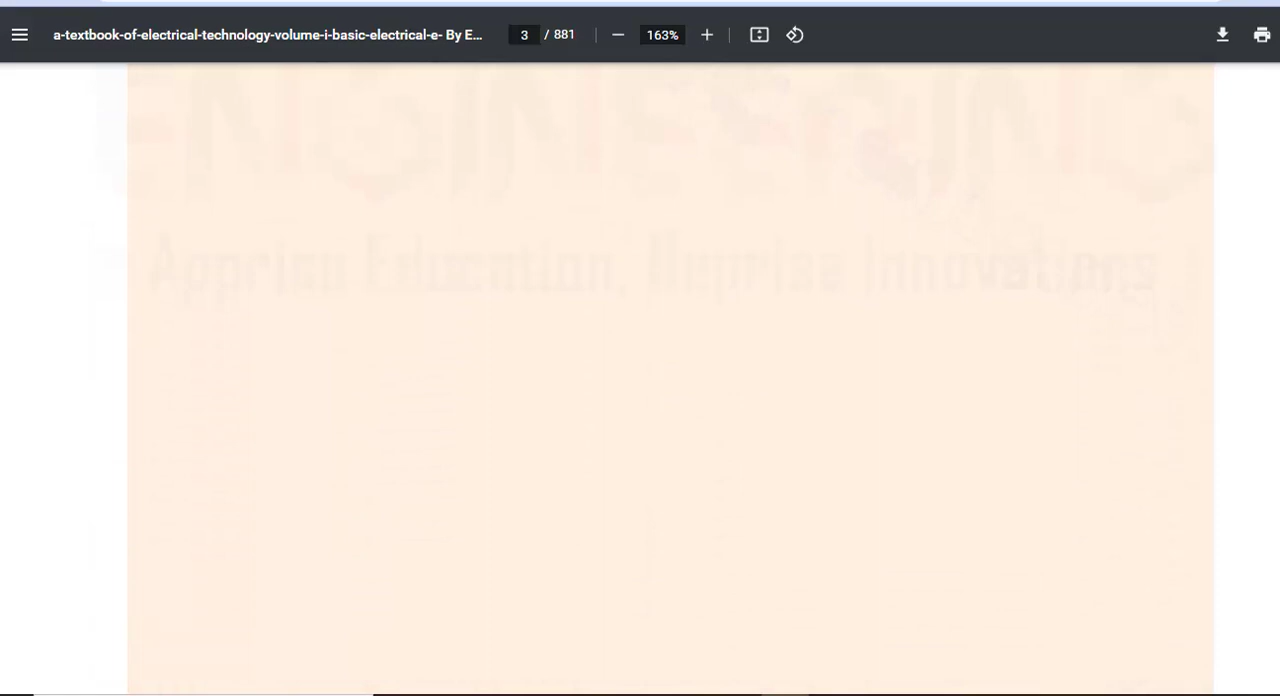 a-textbook-of-electrical-technology-volume-i-basic-electrical-e- By E... 3 / 881 163%
ENGINEERING
Apprise Education, Reprise Innovations